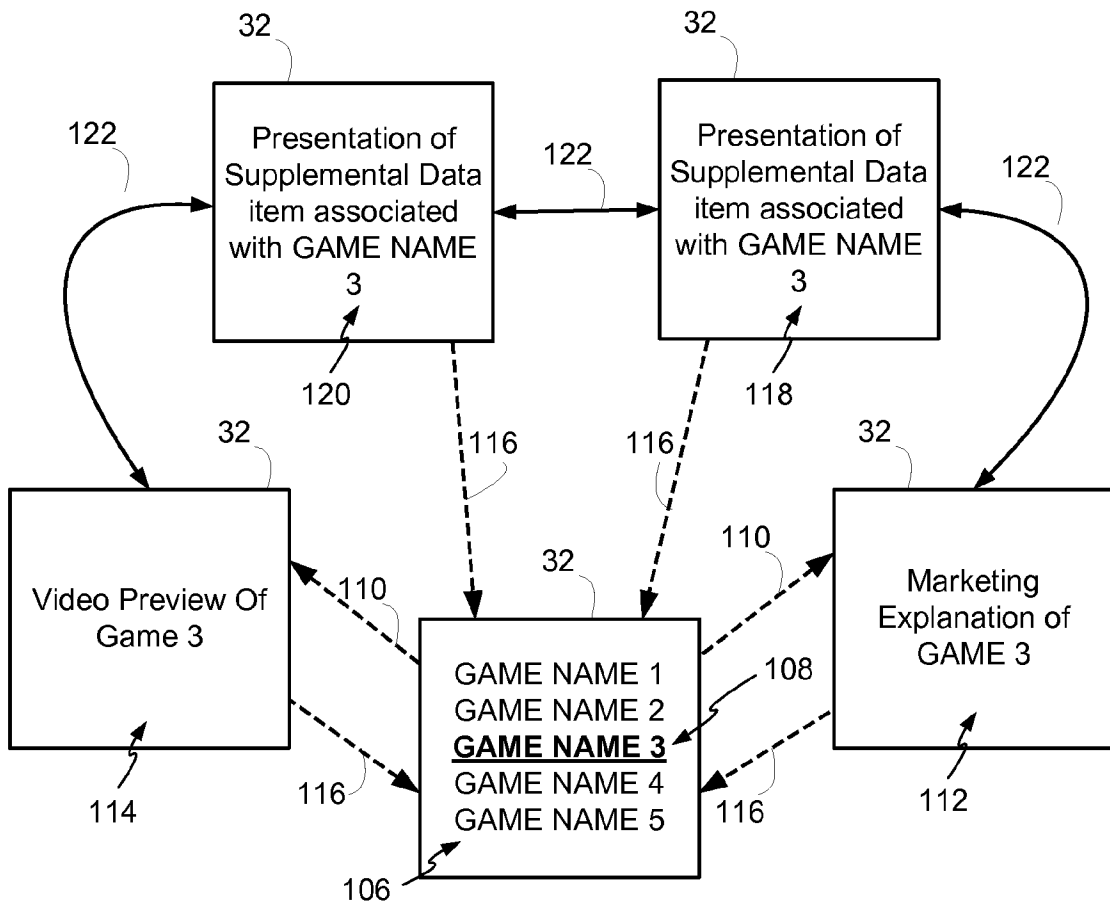 32
32
122
Presentation of
Supplemental Data
item associated
with GAME NAME
3
122
Presentation of
Supplemental Data
item associated
with GAME NAME
3
122
120
118
32
116
116
32
Video Preview Of
Game 3
110
32
110
Marketing
Explanation of
GAME 3
GAME NAME 1
GAME NAME 2
GAME NAME 3
GAME NAME 4
GAME NAME 5
108
114
116
116
112
106